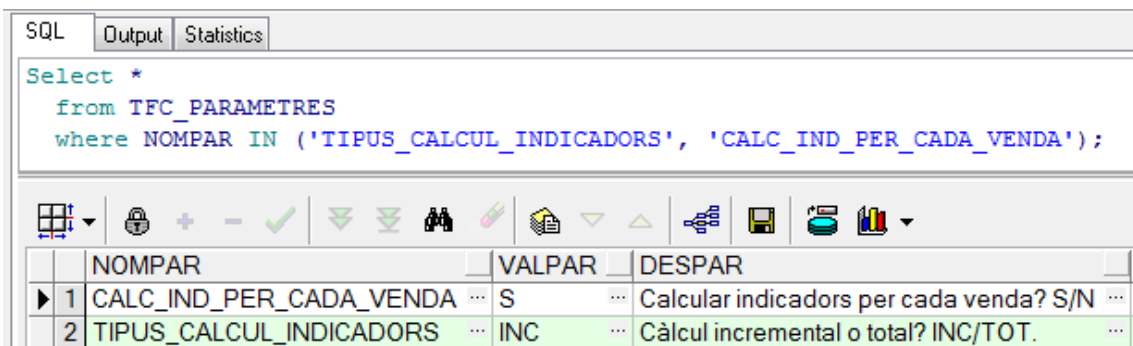 SQL Output Statistics
Select *
from TFC_PARAMETRES
where NOMPAR IN ('TIPUS_CALCUL_INDICADORS', 'CALC_IND_PER_CADA_VENDA');
NOMPAR VALPAR DESPAR
1 CALC_IND_PER_CADA_VENDA ... S ... Calcular indicadors per cada venda? S/N ...
2 TIPUS_CALCUL_INDICADORS ... INC ... Càlcul incremental o total? INC/TOT. ...